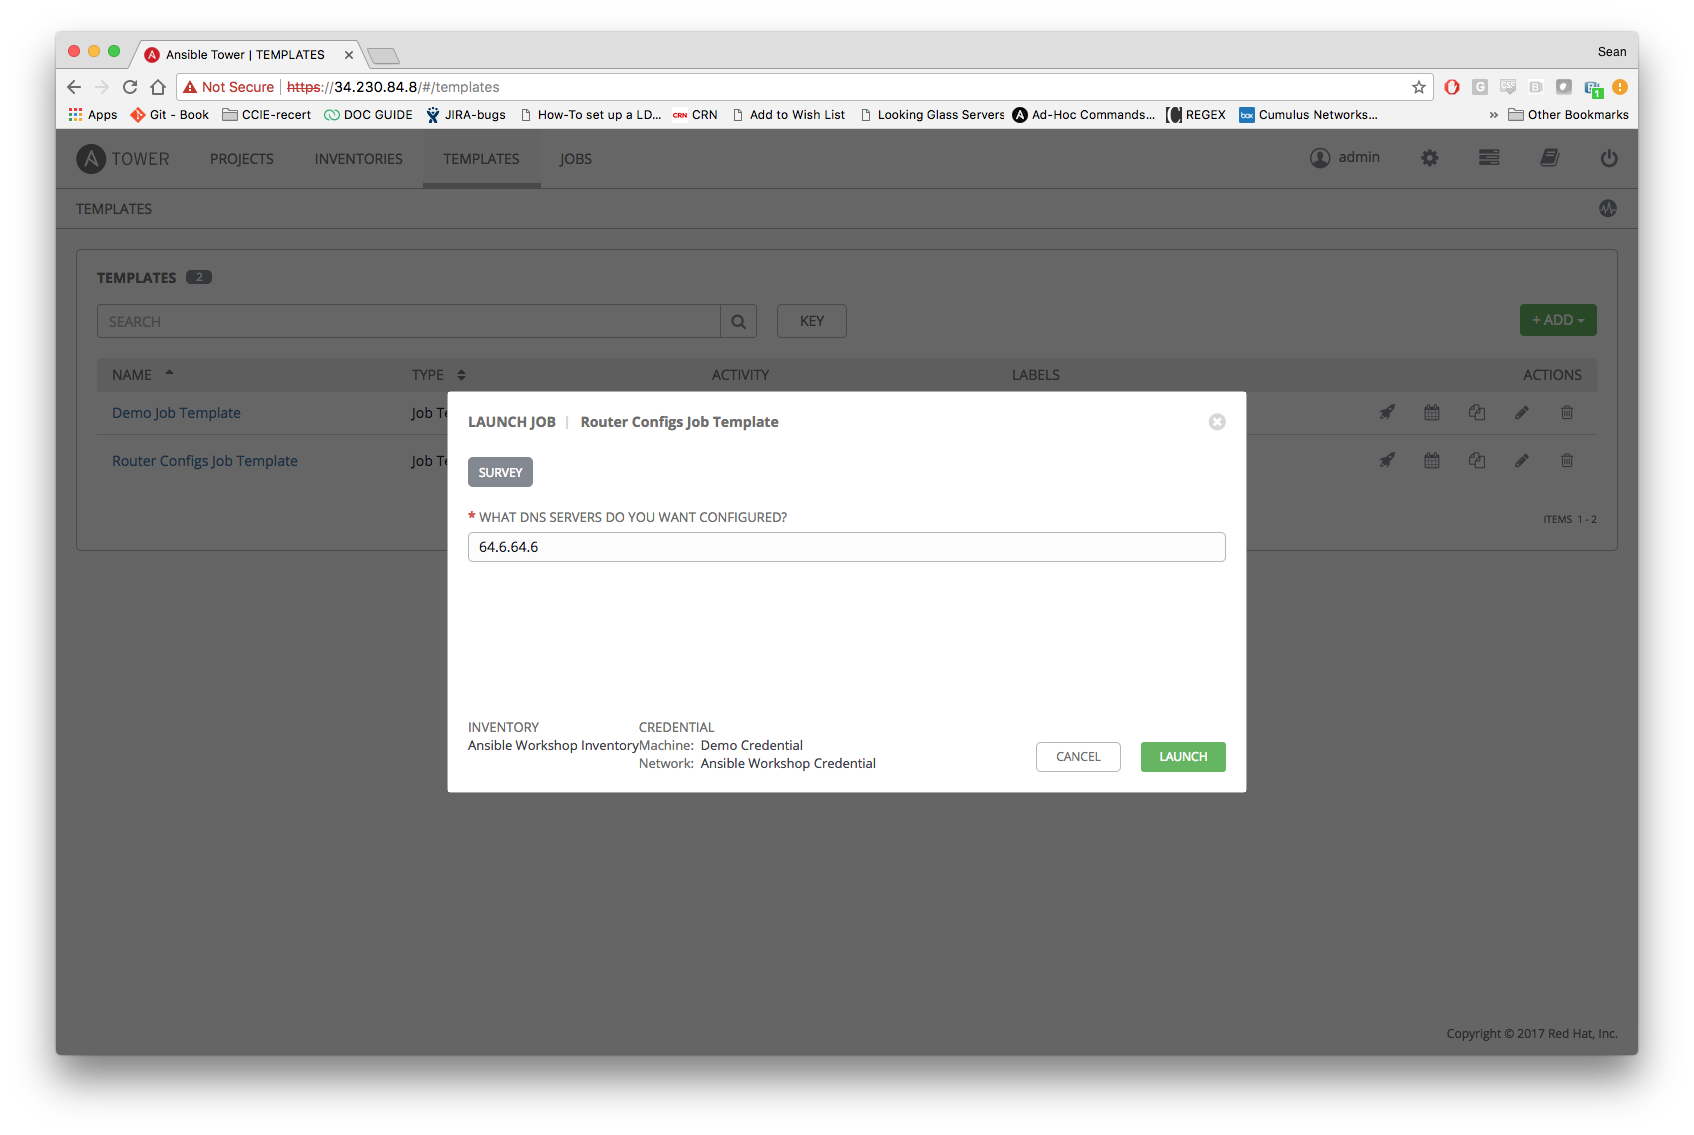 Ansible Tower | TEMPLATES
Sean
Not Secure | https://34.230.84.8/#/templates
Apps Git - Book CCIE-recert DOC GUIDE JIRA-bugs How-To set up a LD... CRN CRN Add to Wish List Looking Glass Servers A Ad-Hoc Commands... REGEX box Cumulus Networks... » Other Bookmarks
A TOWER PROJECTS INVENTORIES TEMPLATES JOBS admin
TEMPLATES
TEMPLATES 2
SEARCH KEY + ADD
NAME TYPE ACTIVITY LABELS ACTIONS
Demo Job Template Job Te
Router Configs Job Template Job Te
ITEMS 1 - 2
LAUNCH JOB | Router Configs Job Template
SURVEY
* WHAT DNS SERVERS DO YOU WANT CONFIGURED?
64.6.64.6
INVENTORY CREDENTIAL
Ansible Workshop Inventory Machine: Demo Credential
Network: Ansible Workshop Credential
CANCEL LAUNCH
Copyright © 2017 Red Hat, Inc.